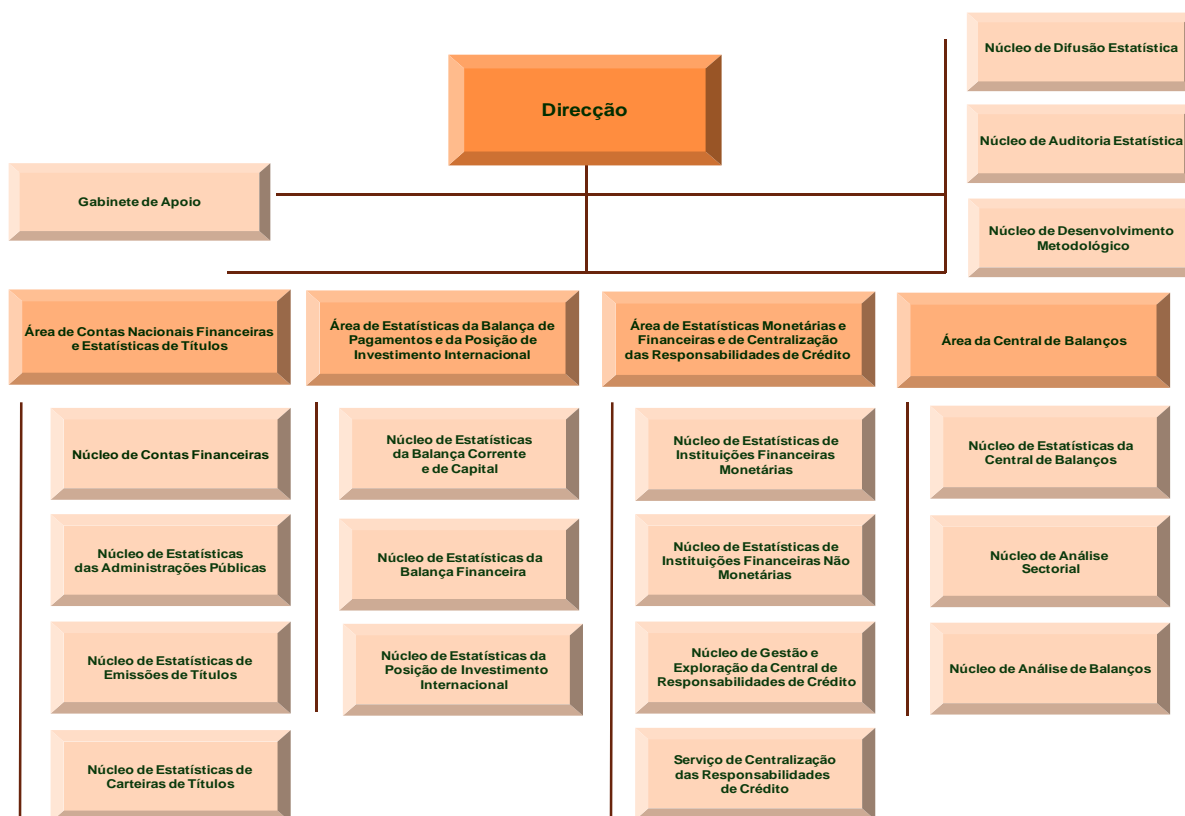 Núcleo de Difusão Estatística
Direcção
Núcleo de Auditoria Estatística
Gabinete de Apoio
Núcleo de Desenvolvimento
Metodológico
Área de Contas Nacionais Financeiras
e Estatísticas de Títulos
Área de Estatísticas da Balança de
Pagamentos e da Posição de
Investimento Internacional
Área de Estatísticas Monetárias e
Financeiras e de Centralização
das Responsabilidades de Crédito
Área da Central de Balanços
Núcleo de Contas Financeiras
Núcleo de Estatísticas
das Administrações Públicas
Núcleo de Estatísticas de
Emissões de Títulos
Núcleo de Estatísticas de
Carteiras de Títulos
Núcleo de Estatísticas
da Balança Corrente
e de Capital
Núcleo de Estatísticas da
Balança Financeira
Núcleo de Estatísticas da
Posição de Investimento
Internacional
Núcleo de Estatísticas de
Instituições Financeiras
Monetárias
Núcleo de Estatísticas de
Instituições Financeiras Não
Monetárias
Núcleo de Gestão e
Exploração da Central de
Responsabilidades de Crédito
Serviço de Centralização
das Responsabilidades
de Crédito
Núcleo de Estatísticas da
Central de Balanços
Núcleo de Análise
Sectorial
Núcleo de Análise de Balanços